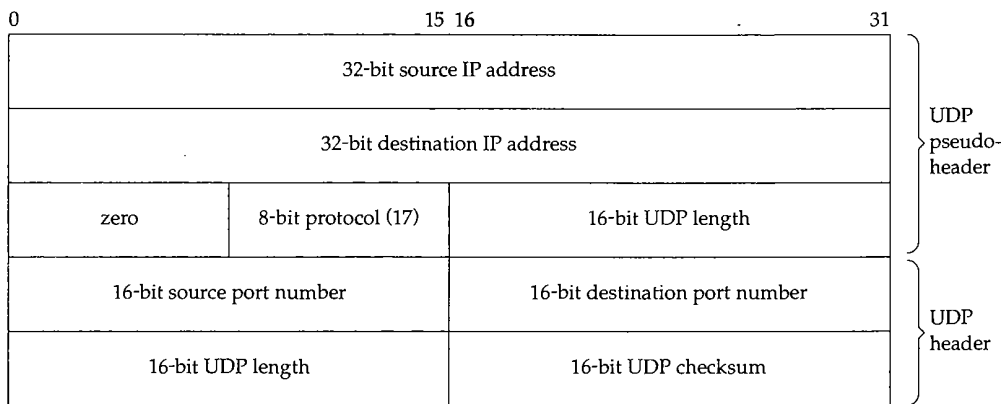 0 15 16 31
32-bit source IP address
32-bit destination IP address
UDP
pseudo-
header
zero 8-bit protocol (17) 16-bit UDP length
16-bit source port number 16-bit destination port number
UDP
header
16-bit UDP length 16-bit UDP checksum